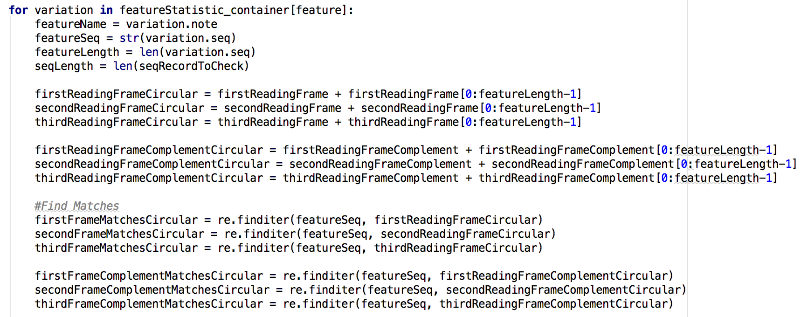 for variation in featureStatistic_container[feature]:
featureName = variation.note
featureSeq = str(variation.seq)
featureLength = len(variation.seq)
seqLength = len(seqRecordToCheck)
firstReadingFrameCircular = firstReadingFrame + firstReadingFrame[0:featureLength-1]
secondReadingFrameCircular = secondReadingFrame + secondReadingFrame[0:featureLength-1]
thirdReadingFrameCircular = thirdReadingFrame + thirdReadingFrame[0:featureLength-1]
firstReadingFrameComplementCircular = firstReadingFrameComplement + firstReadingFrameComplement[0:featureLength-1]
secondReadingFrameComplementCircular = secondReadingFrameComplement + secondReadingFrameComplement[0:featureLength-1]
thirdReadingFrameComplementCircular = thirdReadingFrameComplement + thirdReadingFrameComplement[0:featureLength-1]
#Find Matches
firstFrameMatchesCircular = re.finditer(featureSeq, firstReadingFrameCircular)
secondFrameMatchesCircular = re.finditer(featureSeq, secondReadingFrameCircular)
thirdFrameMatchesCircular = re.finditer(featureSeq, thirdReadingFrameCircular)
firstFrameComplementMatchesCircular = re.finditer(featureSeq, firstReadingFrameComplementCircular)
secondFrameComplementMatchesCircular = re.finditer(featureSeq, secondReadingFrameComplementCircular)
thirdFrameComplementMatchesCircular = re.finditer(featureSeq, thirdReadingFrameComplementCircular)